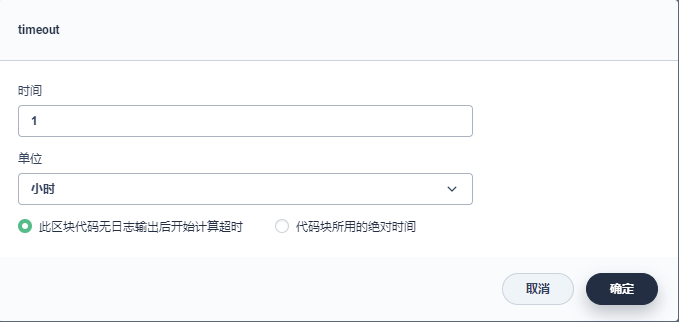 timeout
时间
1
单位
小时
此区块代码无日志输出后开始计算超时 代码块所用的绝对时间
取消 确定